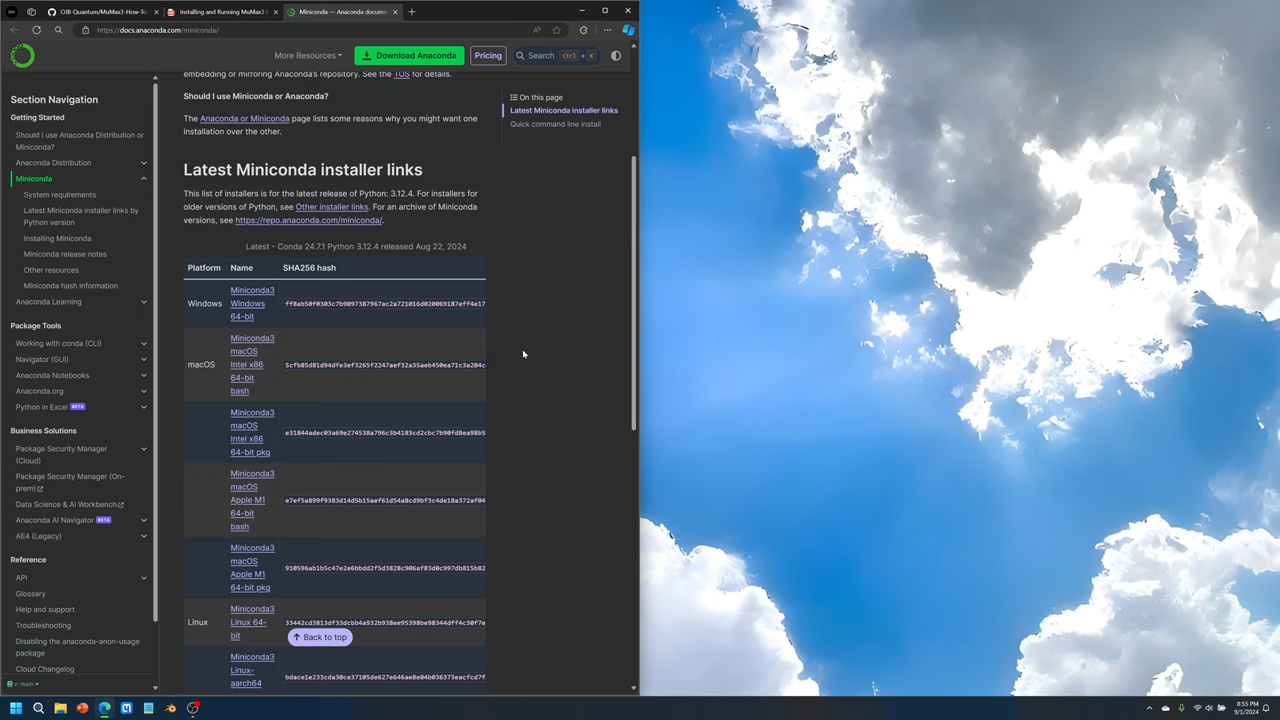 OJB-Quantum/MuMax3-How-To:
Installing and Running MuMax3
Miniconda — Anaconda docume
https://docs.anaconda.com/miniconda/
More Resources
Download Anaconda
Pricing
Search Ctrl + K
Section Navigation
Getting Started
Should I use Anaconda Distribution or
Miniconda?
Anaconda Distribution
Miniconda
System requirements
Latest Miniconda installer links by
Python version
Installing Miniconda
Miniconda release notes
Other resources
Miniconda hash information
Anaconda Learning
Package Tools
Working with conda (CLI)
Navigator (GUI)
Anaconda Notebooks
Anaconda.org
Python in Excel BETA
Business Solutions
Package Security Manager
(Cloud)
Package Security Manager (On-
prem)
Data Science & AI Workbench
Anaconda AI Navigator BETA
AE4 (Legacy)
Reference
API
Glossary
Help and support
Troubleshooting
Disabling the anaconda-anon-usage
package
Cloud Changelog
v: main
embedding or mirroring Anaconda's repository. See the TOS for details.
Should I use Miniconda or Anaconda?
The Anaconda or Miniconda page lists some reasons why you might want one
installation over the other.
Latest Miniconda installer links
This list of installers is for the latest release of Python: 3.12.4. For installers for
older versions of Python, see Other installer links. For an archive of Miniconda
versions, see https://repo.anaconda.com/miniconda/.
Latest - Conda 24.7.1 Python 3.12.4 released Aug 22, 2024
Platform Name SHA256 hash
Windows
Miniconda3
Windows
64-bit
ff8ab50f0303c7b9097387967ac2a721016d020069187eff4e17
macOS
Miniconda3
macOS
Intel x86
64-bit
bash
5cfb85d81d94dfe3ef3265f2247aef32a35aeb450ea71c3a204c
Miniconda3
macOS
Intel x86
64-bit pkg
e31844adec03a69e274538a796c3b4183cd2cbc7b90fd8ea98b5
Miniconda3
macOS
Apple M1
64-bit
bash
e7ef5a899f9383d14d5b15aef61d54a8cd9bf3c4de18a372af04
Miniconda3
macOS
Apple M1
64-bit pkg
910596ab1b5c47e2e6bbdd2f5d3828c906af83d0c997db815b82
Linux
Miniconda3
Linux 64-
bit
33442cd3813df33dcbb4a932b938ee95398be98344dff4c30f7e
Back to top
Miniconda3
Linux-
aarch64
bdace1e233cda30ce37105de627e646ae8e04b036373eacfcd7f
On this page
Latest Miniconda installer links
Quick command line install
8:55 PM
9/1/2024